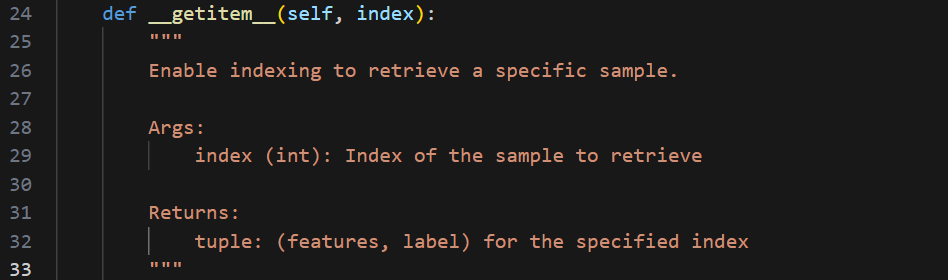 24 def __getitem__(self, index):
25 """
26 Enable indexing to retrieve a specific sample.
27
28 Args:
29 index (int): Index of the sample to retrieve
30
31 Returns:
32 tuple: (features, label) for the specified index
33 """